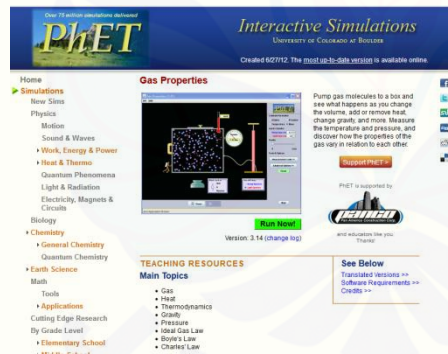 Over 75 million simulations delivered
PhET
Interactive Simulations
UNIVERSITY OF COLORADO AT BOULDER
Created 6/27/12. The most up-to-date version is available online.
Home
Simulations
New Sims
Physics
Motion
Sound & Waves
Work, Energy & Power
Heat & Thermo
Quantum Phenomena
Light & Radiation
Electricity, Magnets &
Circuits
Biology
Chemistry
General Chemistry
Quantum Chemistry
Earth Science
Math
Tools
Applications
Cutting Edge Research
By Grade Level
Elementary School
Middle School
Gas Properties
Run Now!
Version: 3.14 (change log)
Pump gas molecules to a box and
see what happens as you change
the volume, add or remove heat,
change gravity, and more. Measure
the temperature and pressure, and
discover how the properties of the
gas vary in relation to each other.
Support PhET »
PhET is supported by
pamco
and educators like you.
Thanks!
TEACHING RESOURCES
Main Topics
Gas
Heat
Thermodynamics
Gravity
Pressure
Ideal Gas Law
Boyle's Law
Charles' Law
See Below
Translated Versions >>
Software Requirements >>
Credits >>